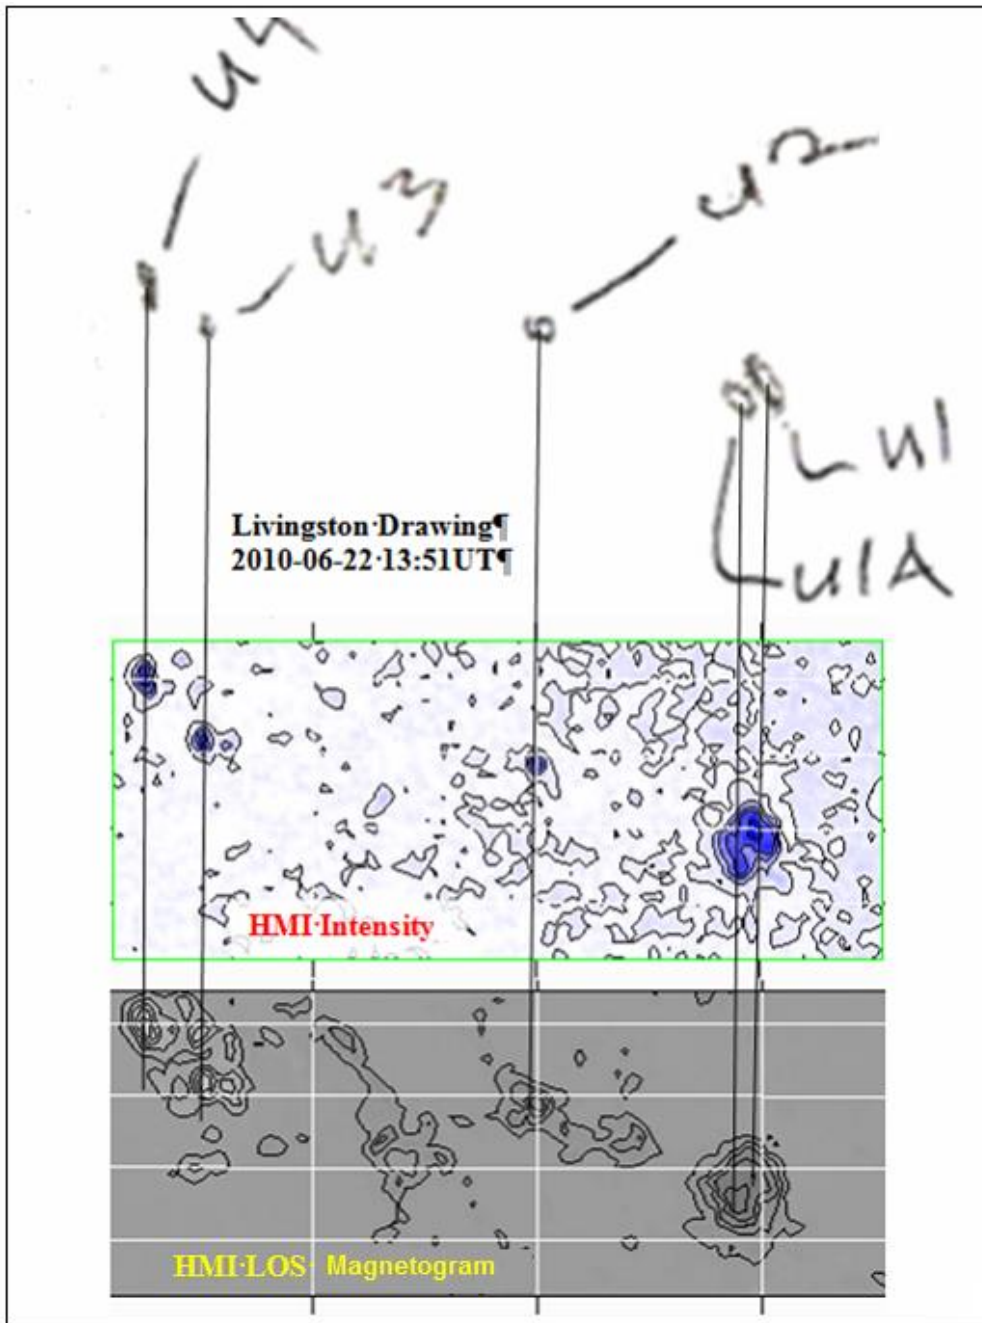 u4
u3
u2
u1
u1A
Livingston·Drawing¶
2010-06-22·13:51UT¶
HMI·Intensity
HMI·LOS· Magnetogram